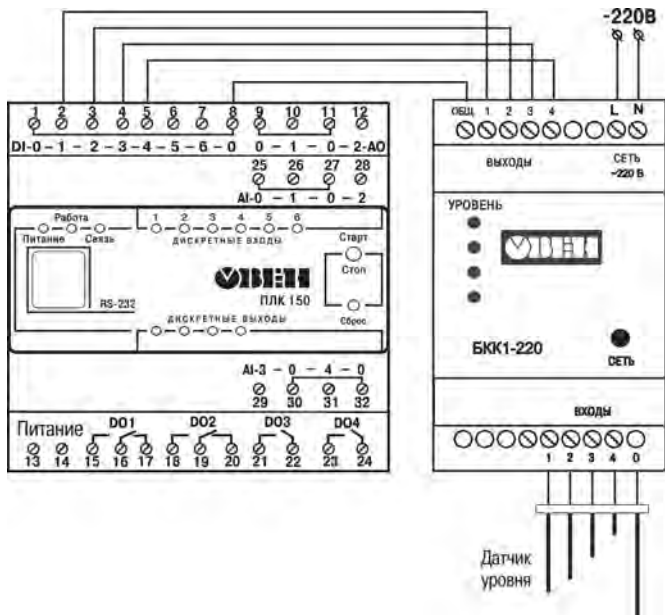 ~220В
1 2 3 4 5 6 7 8 9 10 11 12
DI-0 - 1 - 2 - 3 - 4 - 5 - 6 - 0 0 - 1 - 0 - 2-AO
25 26 27 28
AI-0 - 1 - 0 - 2
Работа
Питание Связь
1 2 3 4 5 6
ДИСКРЕТНЫЕ ВХОДЫ
Старт
Стоп
ОВЕН
ПЛК 150
RS-232
ДИСКРЕТНЫЕ ВЫХОДЫ
Сброс
AI-3 - 0 - 4 - 0
29 30 31 32
Питание DO1 DO2 DO3 DO4
13 14 15 16 17 18 19 20 21 22 23 24
ОБЩ. 1 2 3 4 L N
ВЫХОДЫ
СЕТЬ
~220 В
УРОВЕНЬ
ОВЕН
БКК1-220
СЕТЬ
ВХОДЫ
1 2 3 4 0
Датчик
уровня